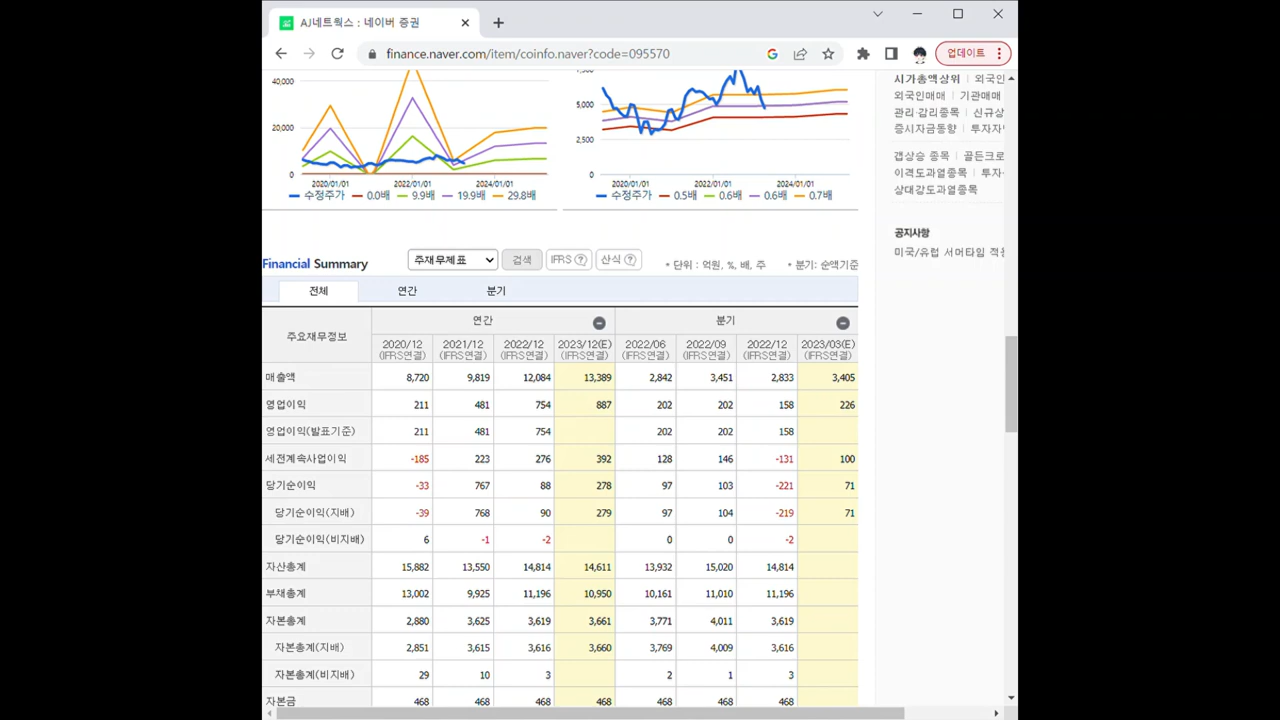 AJ네트웍스 : 네이버 증권
finance.naver.com/item/coinfo.naver?code=095570
업데이트
40,000
20,000
0
2020/01/01 2022/01/01 2024/01/01
수정주가 0.0배 9.9배 19.9배 29.8배
5,000
2,500
0
2020/01/01 2022/01/01 2024/01/01
수정주가 0.5배 0.6배 0.6배 0.7배
시가총액상위 외국인
외국인매매 기관매매
관리·감리종목 신규상
증시자금동향 투자자
갭상승 종목 골든크로
이격도과열종목 투자
상대강도과열종목
공지사항
미국/유럽 서머타임 적용
Financial Summary 주재무제표 검색 IFRS ? 산식 ? * 단위 : 억원, %, 배, 주 * 분기: 순액기준
전체 연간 분기
주요재무정보 연간 분기
2020/12 2021/12 2022/12 2023/12(E) 2022/06 2022/09 2022/12 2023/03(E)
(IFRS연결) (IFRS연결) (IFRS연결) (IFRS연결) (IFRS연결) (IFRS연결) (IFRS연결) (IFRS연결)
매출액 8,720 9,819 12,084 13,389 2,842 3,451 2,833 3,405
영업이익 211 481 754 887 202 202 158 226
영업이익(발표기준) 211 481 754 202 202 158
세전계속사업이익 -185 223 276 392 128 146 -131 100
당기순이익 -33 767 88 278 97 103 -221 71
당기순이익(지배) -39 768 90 279 97 104 -219 71
당기순이익(비지배) 6 -1 -2 0 0 -2
자산총계 15,882 13,550 14,814 14,611 13,932 15,020 14,814
부채총계 13,002 9,925 11,196 10,950 10,161 11,010 11,196
자본총계 2,880 3,625 3,619 3,661 3,771 4,011 3,619
자본총계(지배) 2,851 3,615 3,616 3,660 3,769 4,009 3,616
자본총계(비지배) 29 10 3 2 1 3
자본금 468 468 468 468 468 468 468